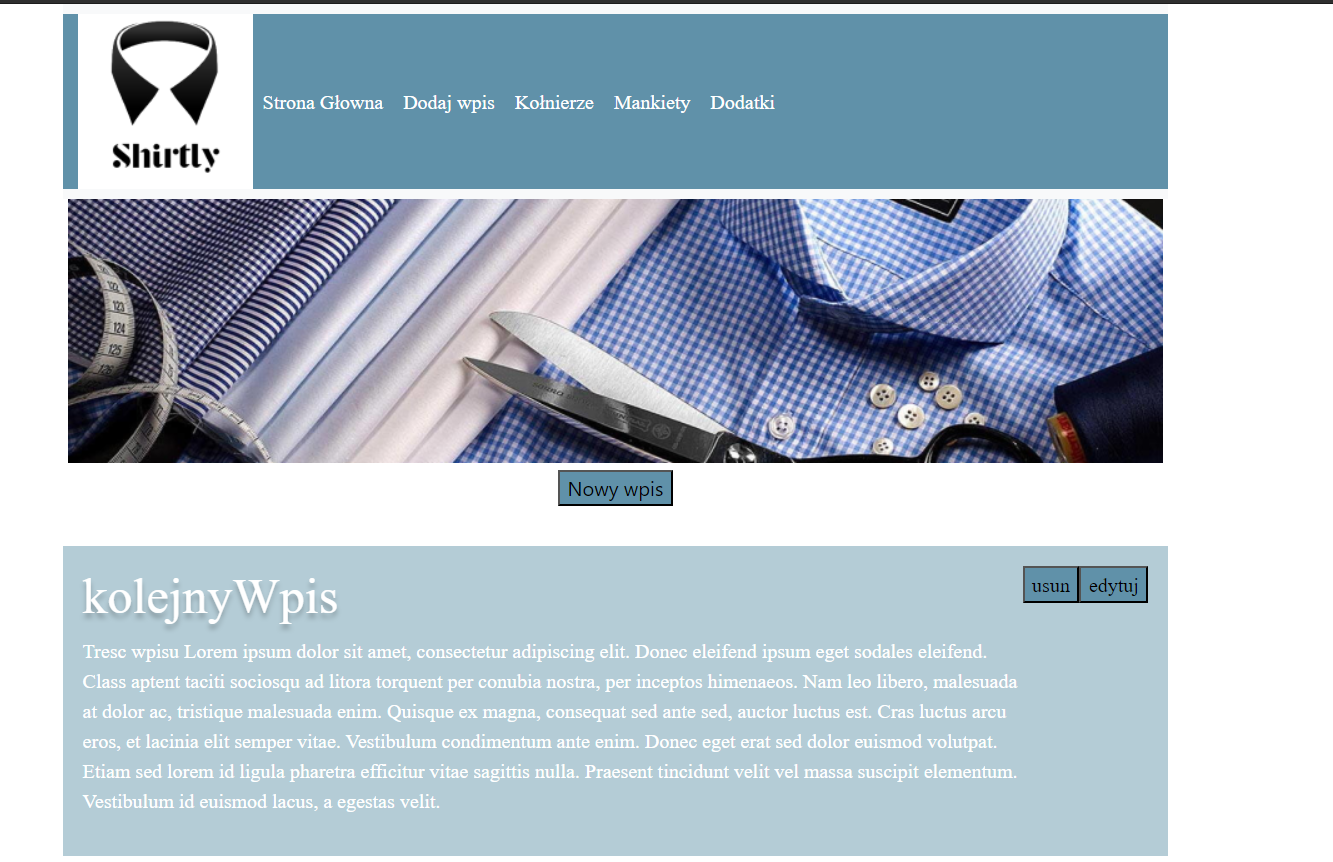 Shirtly
Strona Głowna Dodaj wpis Kołnierze Mankiety Dodatki
122
123
124
125
126
Nowy wpis
kolejnyWpis
usun edytuj
Tresc wpisu Lorem ipsum dolor sit amet, consectetur adipiscing elit. Donec eleifend ipsum eget sodales eleifend.
Class aptent taciti sociosqu ad litora torquent per conubia nostra, per inceptos himenaeos. Nam leo libero, malesuada
at dolor ac, tristique malesuada enim. Quisque ex magna, consequat sed ante sed, auctor luctus est. Cras luctus arcu
eros, et lacinia elit semper vitae. Vestibulum condimentum ante enim. Donec eget erat sed dolor euismod volutpat.
Etiam sed lorem id ligula pharetra efficitur vitae sagittis nulla. Praesent tincidunt velit vel massa suscipit elementum.
Vestibulum id euismod lacus, a egestas velit.